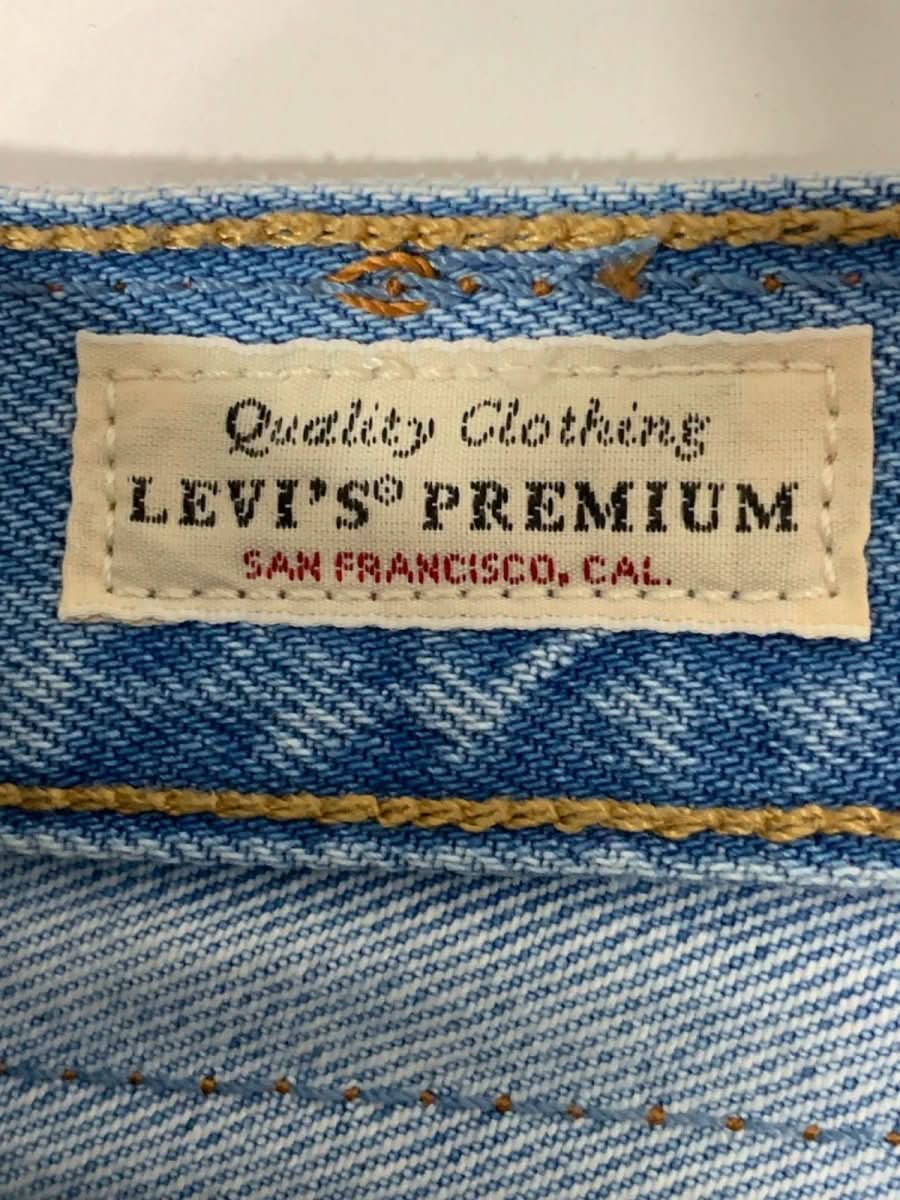 Quality Clothing
LEVI'S® PREMIUM
SAN FRANCISCO, CAL.